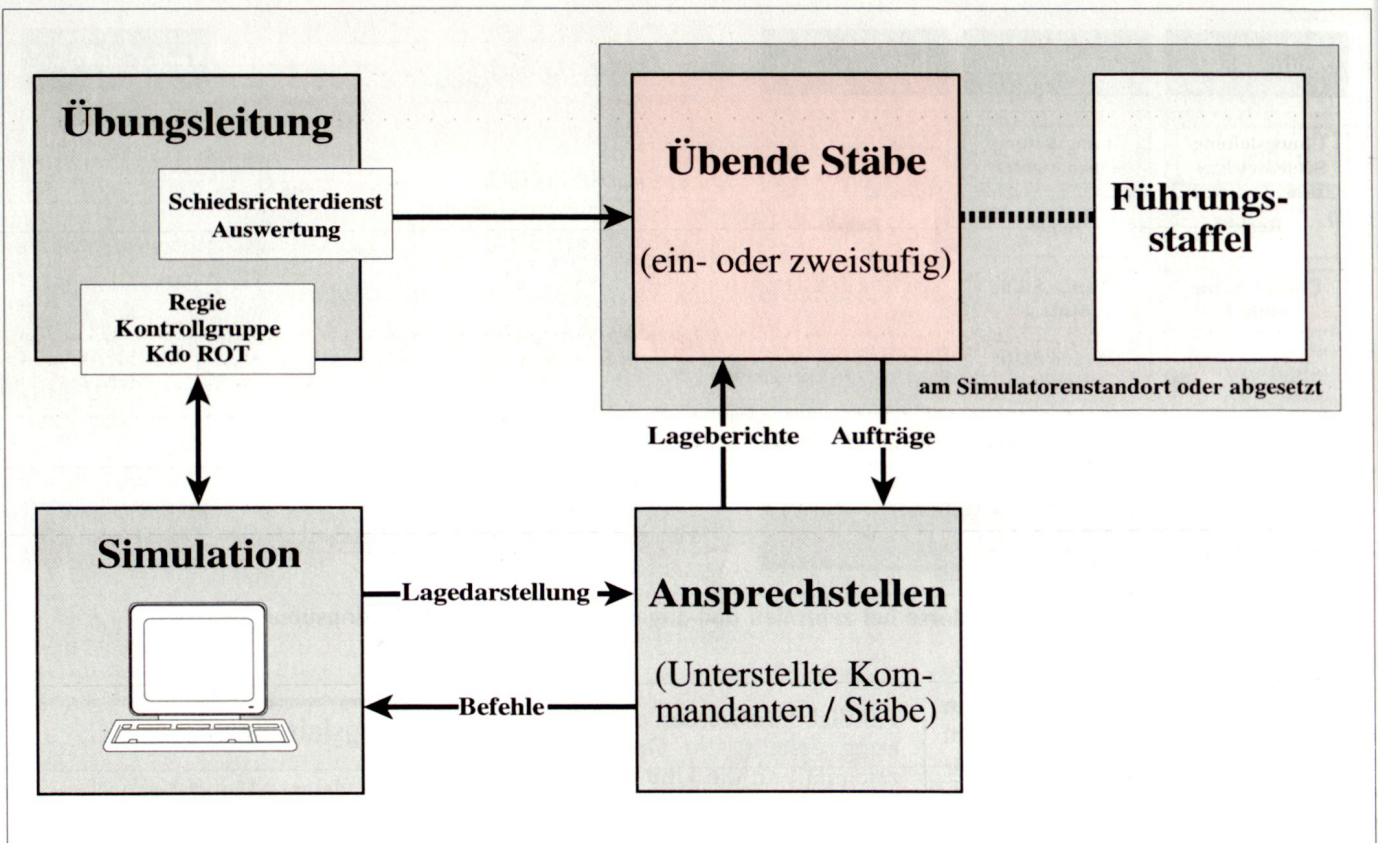 Übungsleitung
Schiedsrichterdienst
Auswertung
Regie
Kontrollgruppe
Kdo ROT
Übende Stäbe
(ein- oder zweistufig)
Führungs-
staffel
am Simulatorenstandort oder abgesetzt
Lageberichte
Aufträge
Simulation
Lagedarstellung
Befehle
Ansprechstellen
(Unterstellte Kom-
mandanten / Stäbe)